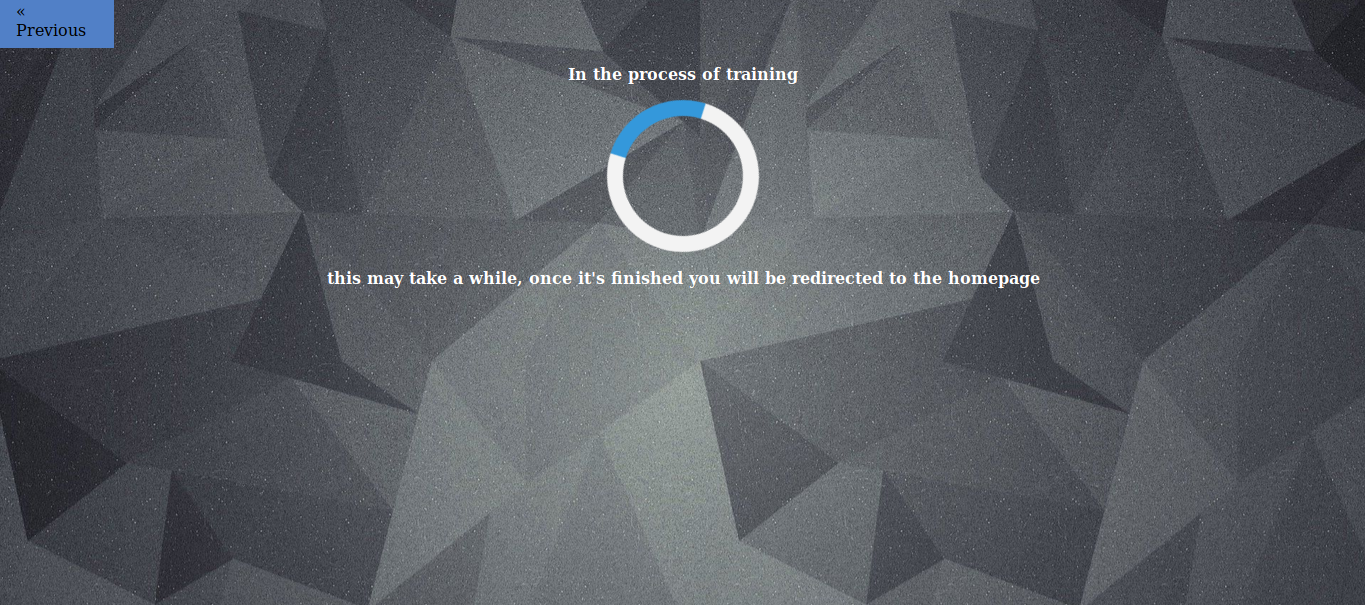 «
Previous
In the process of training
this may take a while, once it's finished you will be redirected to the homepage